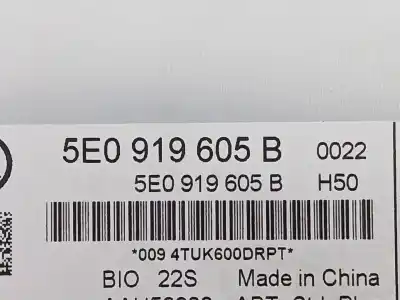 5E0 919 605 B 0022
5E0 919 605 B H50
*009 4TUK600DRPT*
BIO 22S Made in China